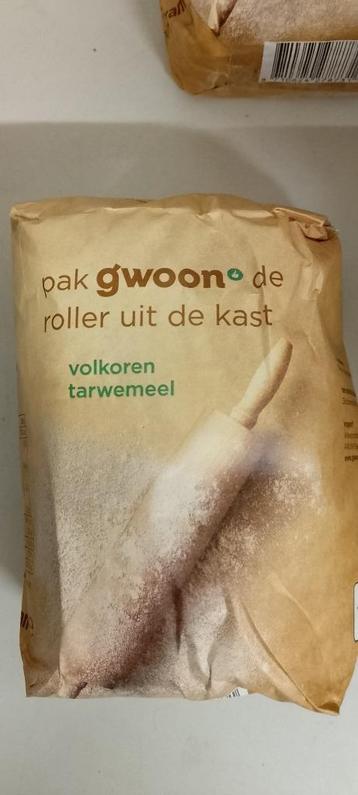 pak gwoon de
roller uit de kast
volkoren
tarwemeel